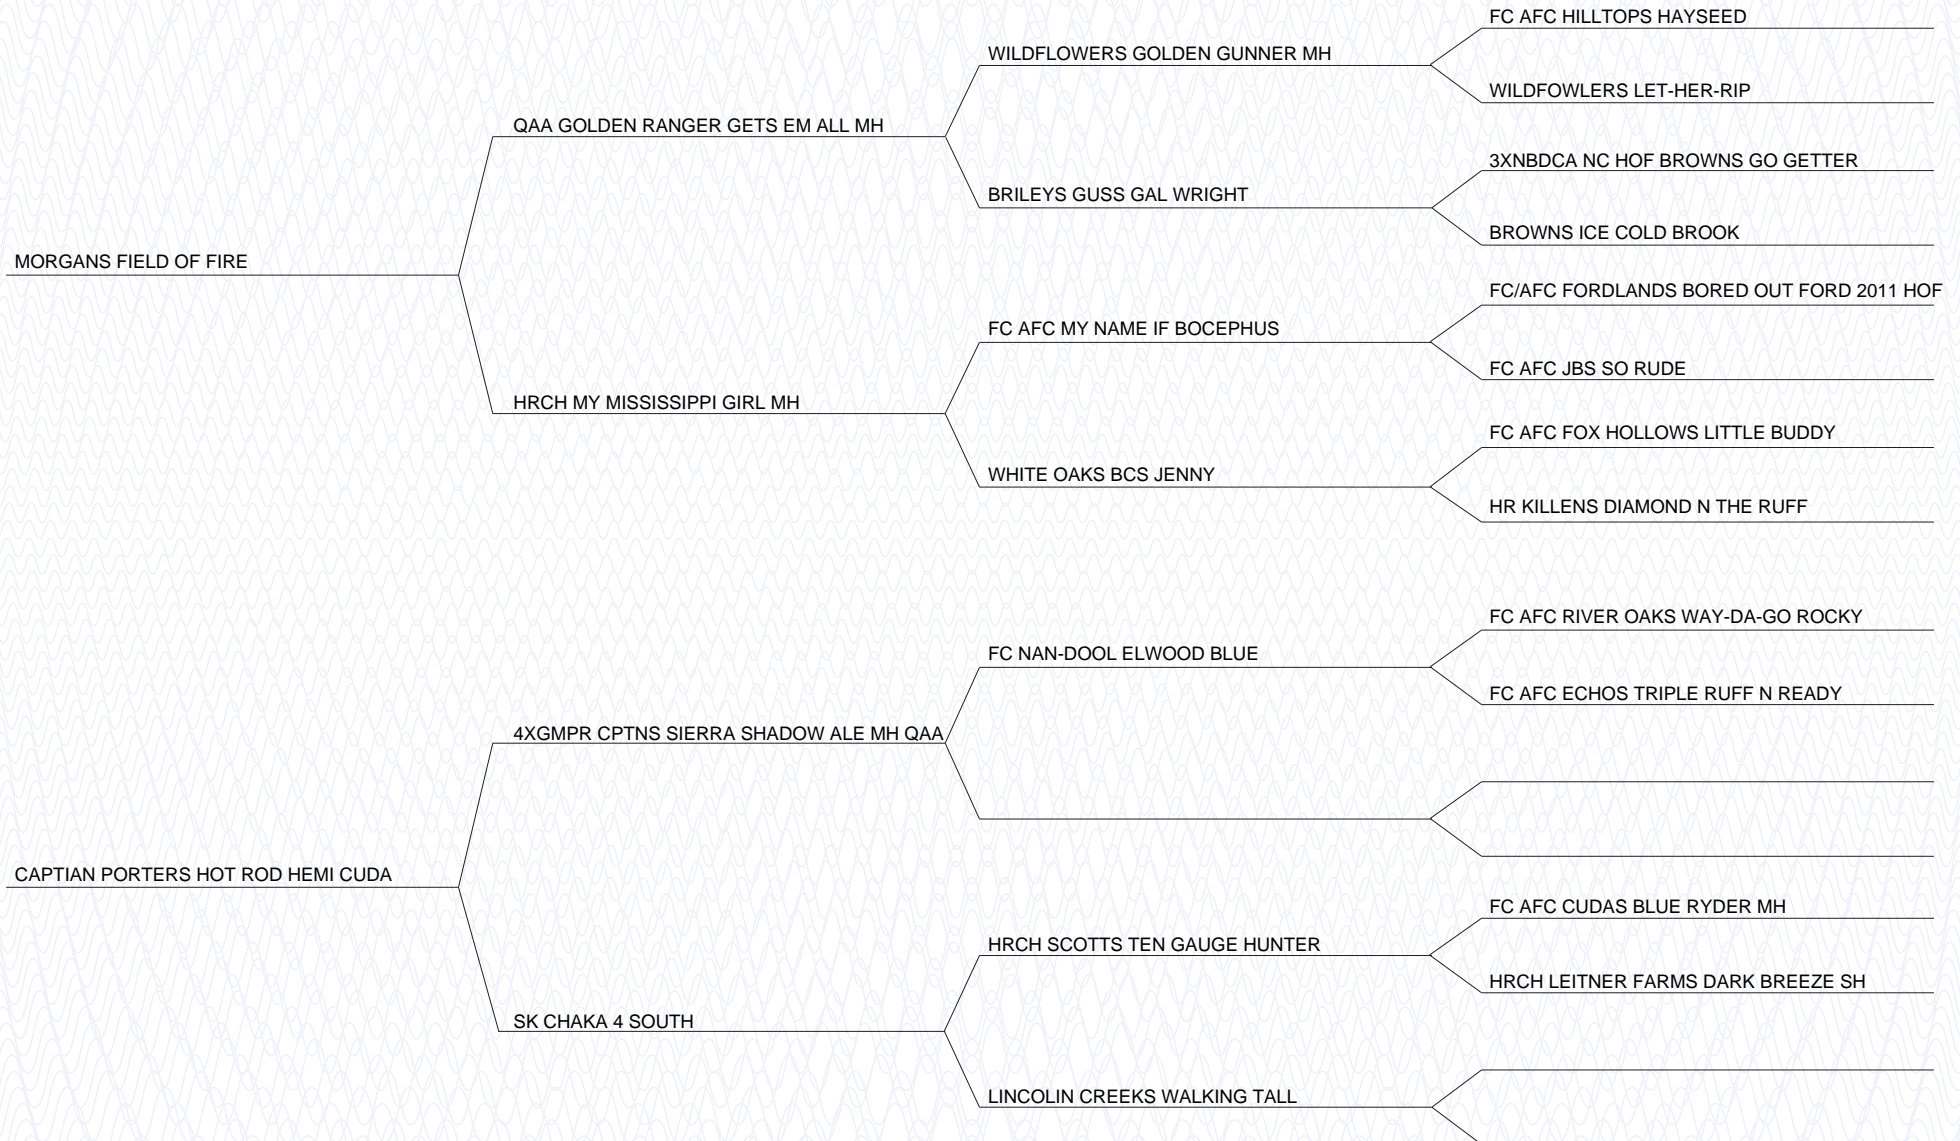 FC AFC HILLTOPS HAYSEED
WILDFLOWERS GOLDEN GUNNER MH
WILDFOWLERS LET-HER-RIP
QAA GOLDEN RANGER GETS EM ALL MH
3XNBDCA NC HOF BROWNS GO GETTER
BRILEYS GUSS GAL WRIGHT
BROWNS ICE COLD BROOK
MORGANS FIELD OF FIRE
FC/AFC FORDLANDS BORED OUT FORD 2011 HOF
FC AFC MY NAME IF BOCEPHUS
FC AFC JBS SO RUDE
HRCH MY MISSISSIPPI GIRL MH
FC AFC FOX HOLLOWS LITTLE BUDDY
WHITE OAKS BCS JENNY
HR KILLENS DIAMOND N THE RUFF
FC AFC RIVER OAKS WAY-DA-GO ROCKY
FC NAN-DOOL ELWOOD BLUE
FC AFC ECHOS TRIPLE RUFF N READY
4XGMPR CPTNS SIERRA SHADOW ALE MH QAA
CAPTIAN PORTERS HOT ROD HEMI CUDA
FC AFC CUDAS BLUE RYDER MH
HRCH SCOTTS TEN GAUGE HUNTER
HRCH LEITNER FARMS DARK BREEZE SH
SK CHAKA 4 SOUTH
LINCOLIN CREEKS WALKING TALL